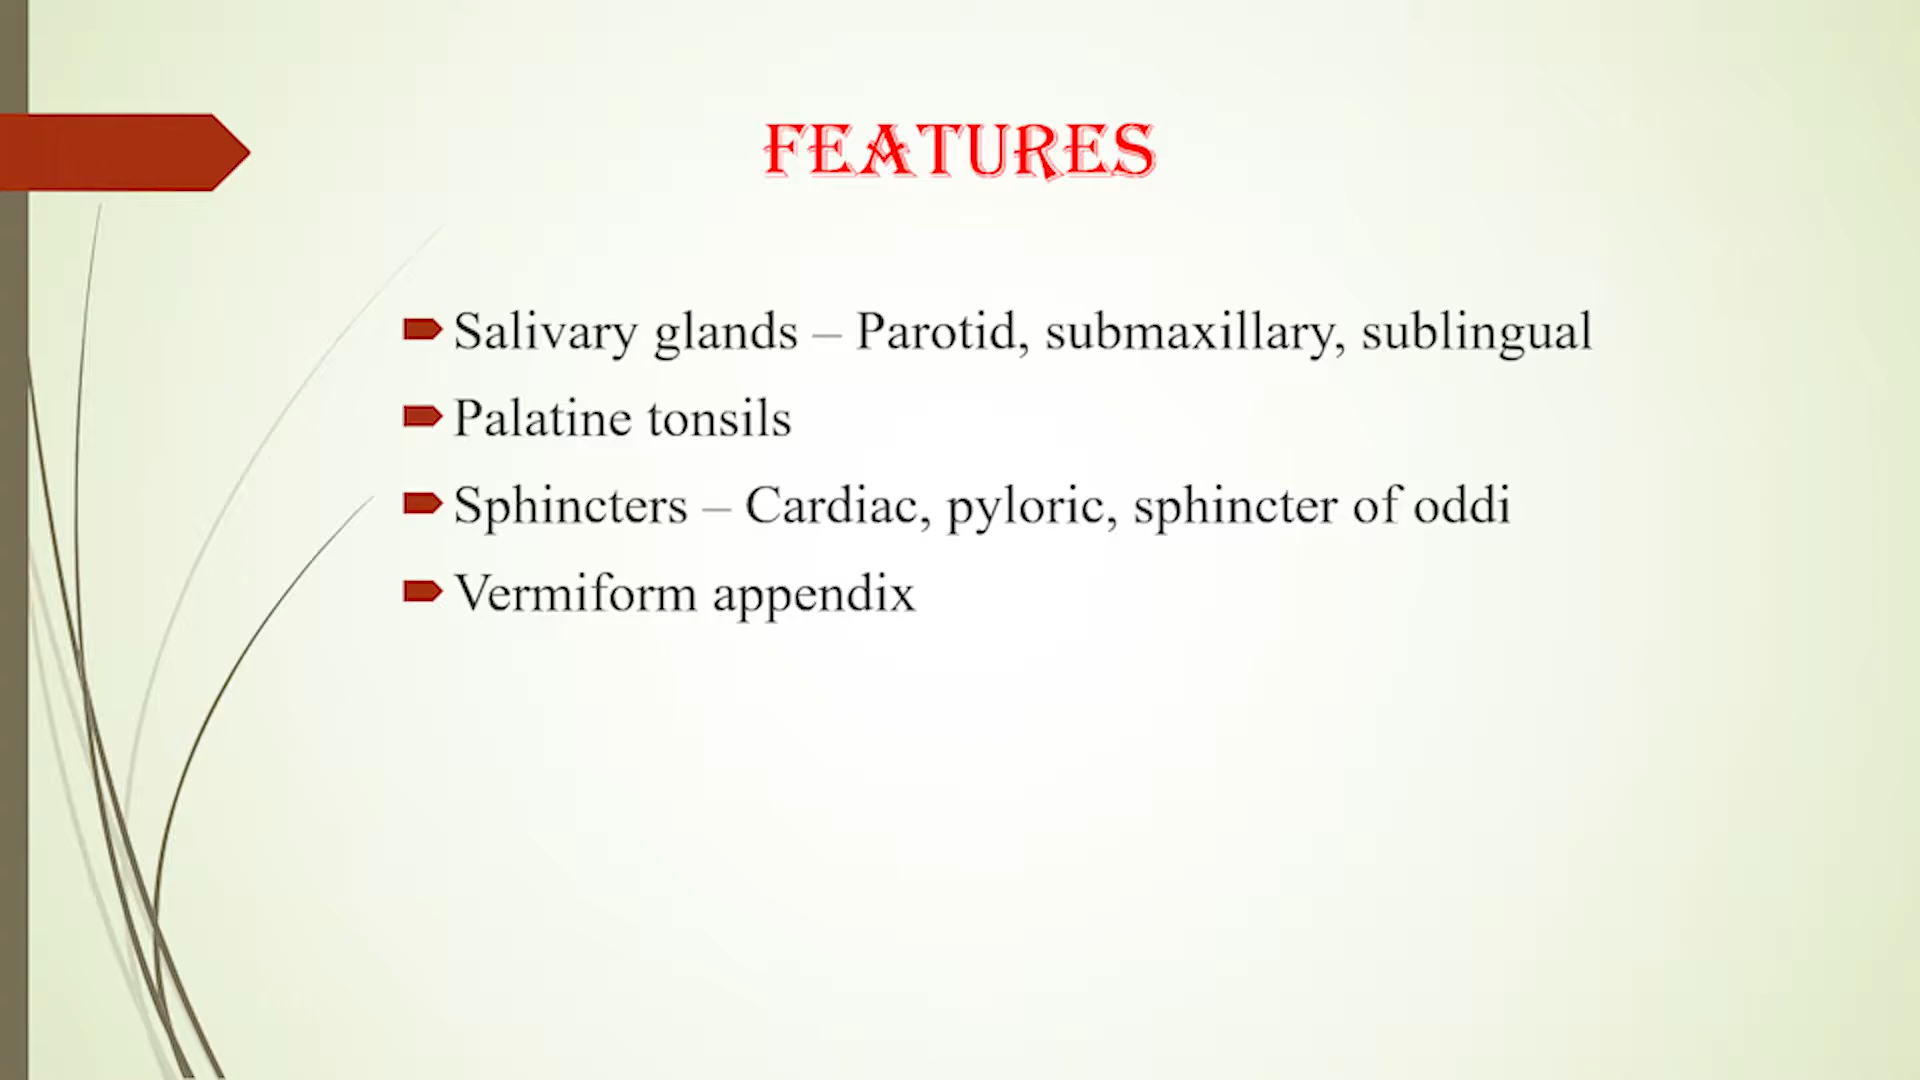 FEATURES
Salivary glands – Parotid, submaxillary, sublingual
Palatine tonsils
Sphincters – Cardiac, pyloric, sphincter of oddi
Vermiform appendix